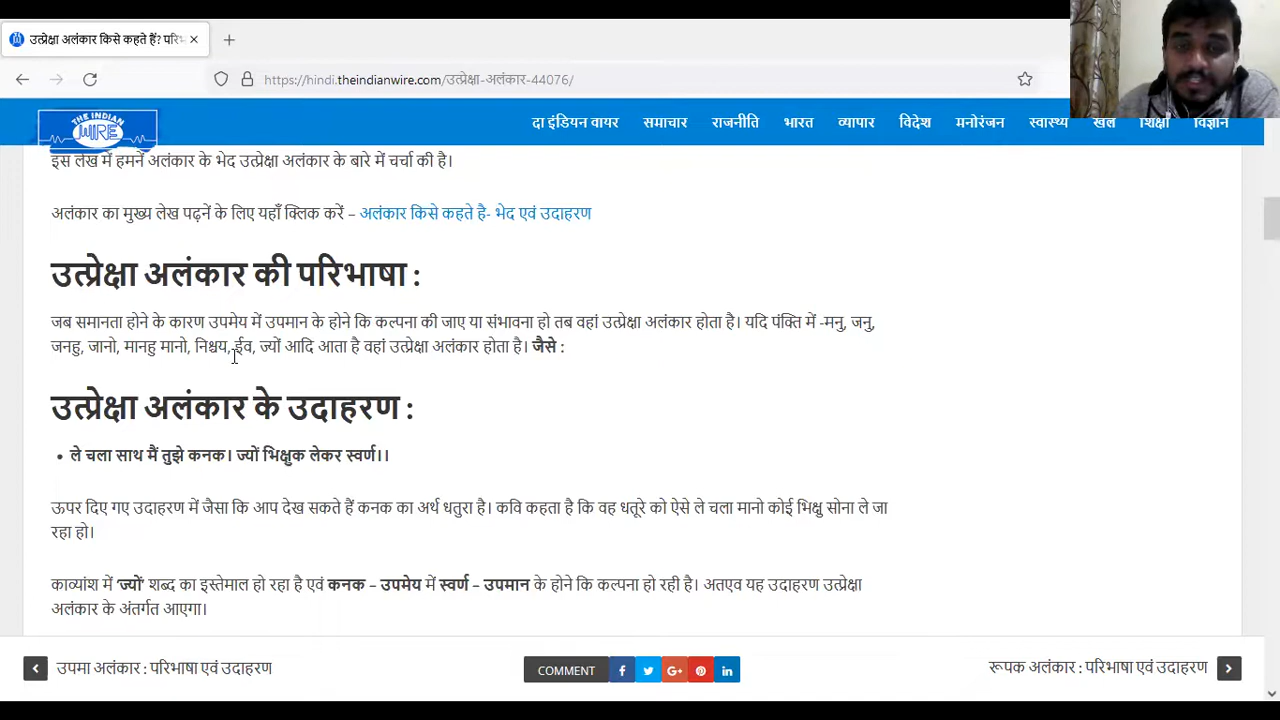 उत्प्रेक्षा अलंकार किसे कहते हैं? परिभ
https://hindi.theindianwire.com/उत्प्रेक्षा-अलंकार-44076/
THE INDIAN
WIRE
दा इंडियन वायर समाचार राजनीति भारत व्यापार विदेश मनोरंजन स्वास्थ्य खेल शिक्षा विज्ञान
इस लेख में हमनें अलंकार के भेद उत्प्रेक्षा अलंकार के बारे में चर्चा की है।
अलंकार का मुख्य लेख पढ़नें के लिए यहाँ क्लिक करें – अलंकार किसे कहते है- भेद एवं उदाहरण
उत्प्रेक्षा अलंकार की परिभाषा :
जब समानता होने के कारण उपमेय में उपमान के होने कि कल्पना की जाए या संभावना हो तब वहां उत्प्रेक्षा अलंकार होता है। यदि पंक्ति में -मनु, जनु,
जनहु, जानो, मानहु मानो, निश्चय, ईव, ज्यों आदि आता है वहां उत्प्रेक्षा अलंकार होता है। जैसे :
उत्प्रेक्षा अलंकार के उदाहरण :
• ले चला साथ मैं तुझे कनक। ज्यों भिक्षुक लेकर स्वर्ण।।
ऊपर दिए गए उदाहरण में जैसा कि आप देख सकते हैं कनक का अर्थ धतुरा है। कवि कहता है कि वह धतूरे को ऐसे ले चला मानो कोई भिक्षु सोना ले जा
रहा हो।
काव्यांश में ‘ज्यों’ शब्द का इस्तेमाल हो रहा है एवं कनक – उपमेय में स्वर्ण – उपमान के होने कि कल्पना हो रही है। अतएव यह उदाहरण उत्प्रेक्षा
अलंकार के अंतर्गत आएगा।
उपमा अलंकार : परिभाषा एवं उदाहरण
COMMENT
रूपक अलंकार : परिभाषा एवं उदाहरण